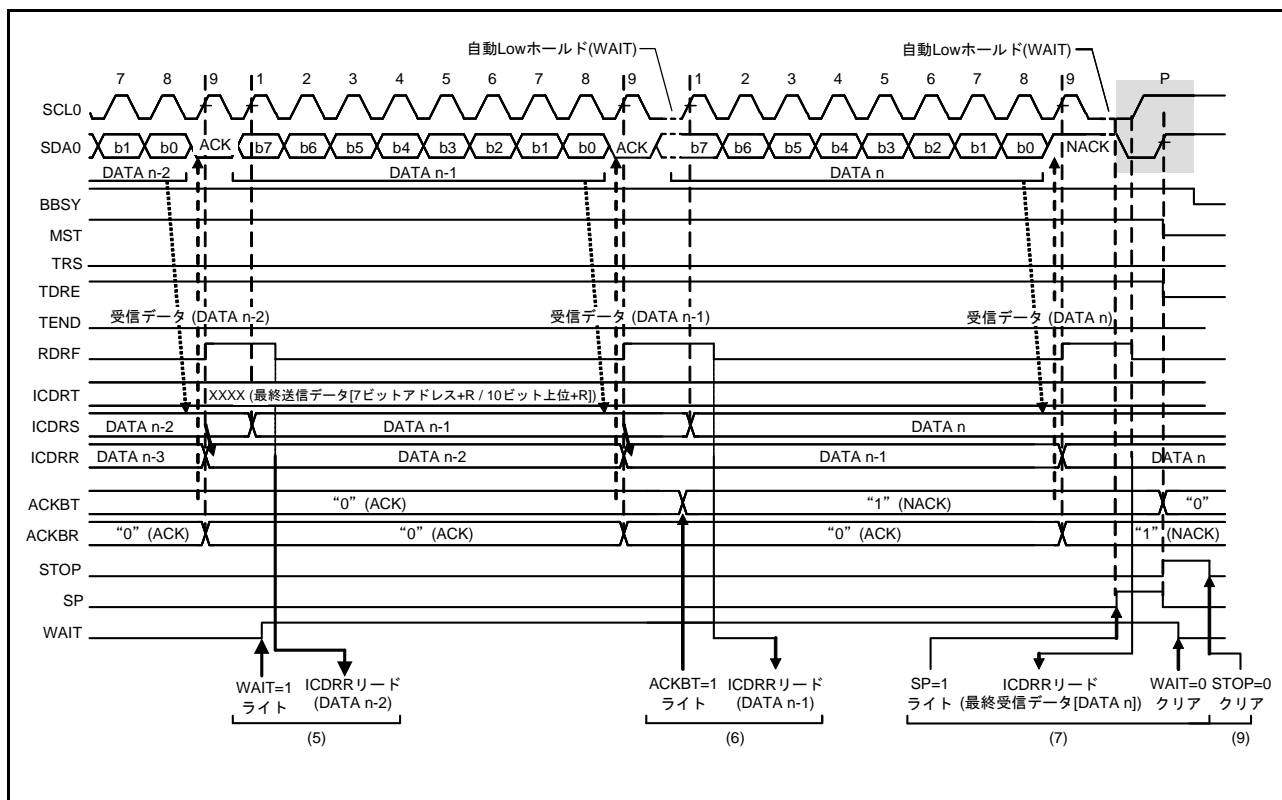 自動Lowホールド(WAIT)
自動Lowホールド(WAIT)
7 8 9 1 2 3 4 5 6 7 8 9 1 2 3 4 5 6 7 8 9 P
SCL0
SDA0 b1 b0 ACK b7 b6 b5 b4 b3 b2 b1 b0 ACK b7 b6 b5 b4 b3 b2 b1 b0 NACK
DATA n-2 DATA n-1 DATA n
BBSY
MST
TRS
TDRE
受信データ (DATA n-2) 受信データ (DATA n-1) 受信データ (DATA n)
TEND
RDRF
ICDRT XXXX (最終送信データ[7ビットアドレス+R / 10ビット上位+R])
ICDRS DATA n-2 DATA n-1 DATA n
ICDRR DATA n-3 DATA n-2 DATA n-1 DATA n
ACKBT “0” (ACK) “1” (NACK) “0”
ACKBR “0” (ACK) “0” (ACK) “0” (ACK) “1” (NACK)
STOP
SP
WAIT
WAIT=1 ICDRRリード ACKBT=1 ICDRRリード SP=1 ICDRRリード WAIT=0 STOP=0
ライト (DATA n-2) ライト (DATA n-1) ライト (最終受信データ[DATA n]) クリア クリア
(5) (6) (7) (9)